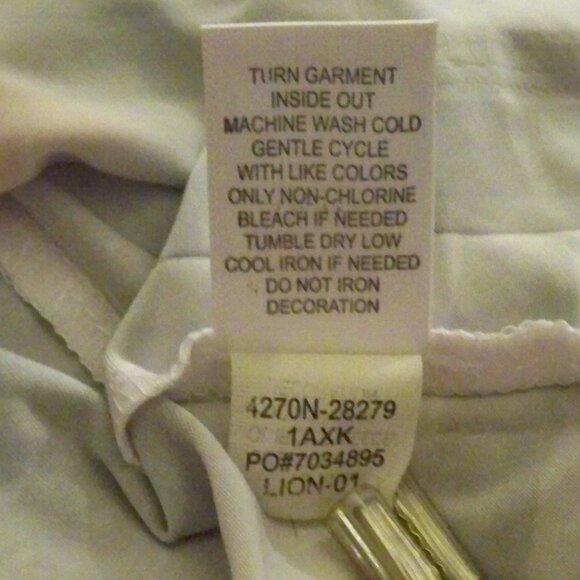 TURN GARMENT
INSIDE OUT
MACHINE WASH COLD
GENTLE CYCLE
WITH LIKE COLORS
ONLY NON-CHLORINE
BLEACH IF NEEDED
TUMBLE DRY LOW
COOL IRON IF NEEDED
DO NOT IRON
DECORATION
4270N-28279
1AXK
PO#7034895
LION-01